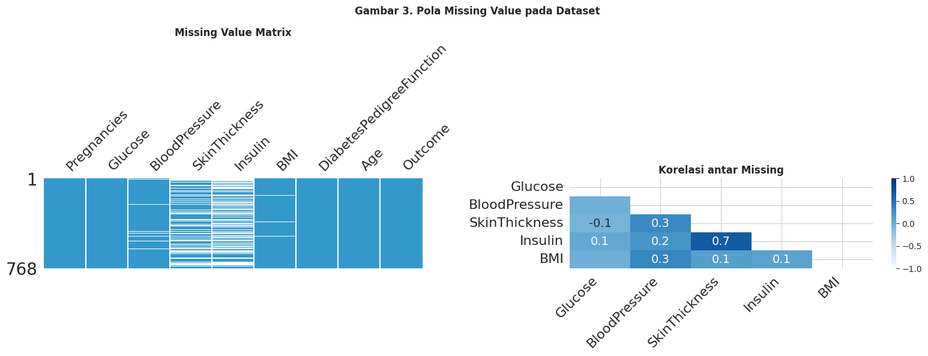 Gambar 3. Pola Missing Value pada Dataset
Missing Value Matrix
Pregnancies
Glucose
BloodPressure
SkinThickness
Insulin
BMI
DiabetesPedigreeFunction
Age
Outcome
1
768
Korelasi antar Missing
Glucose
BloodPressure
SkinThickness -0.1 0.3
Insulin 0.1 0.2 0.7
BMI 0.3 0.1 0.1
Glucose
BloodPressure
SkinThickness
Insulin
BMI
1.0
0.5
0.0
−0.5
−1.0